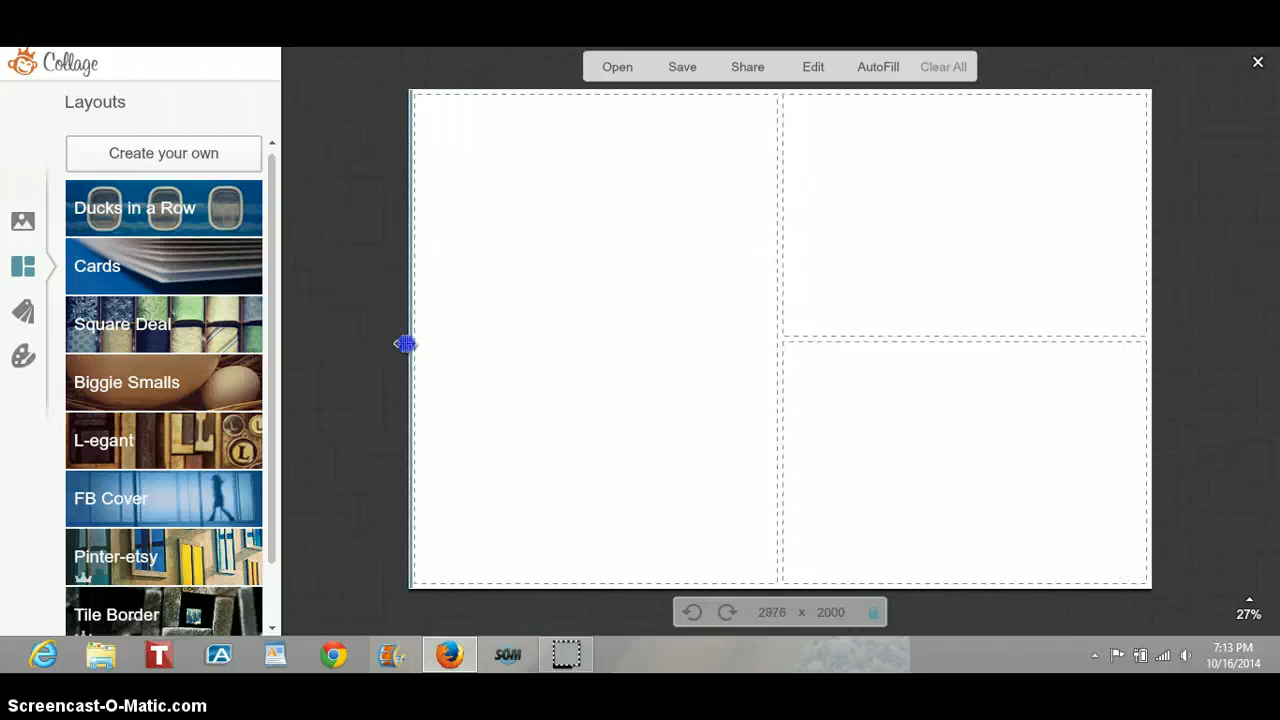 Collage
Open Save Share Edit AutoFill Clear All
Layouts
Create your own
Ducks in a Row
Cards
Square Deal
Biggie Smalls
L-egant
FB Cover
Pinter-etsy
Tile Border
2976 x 2000
27%
T
A
SOM
7:13 PM
10/16/2014
Screencast-O-Matic.com